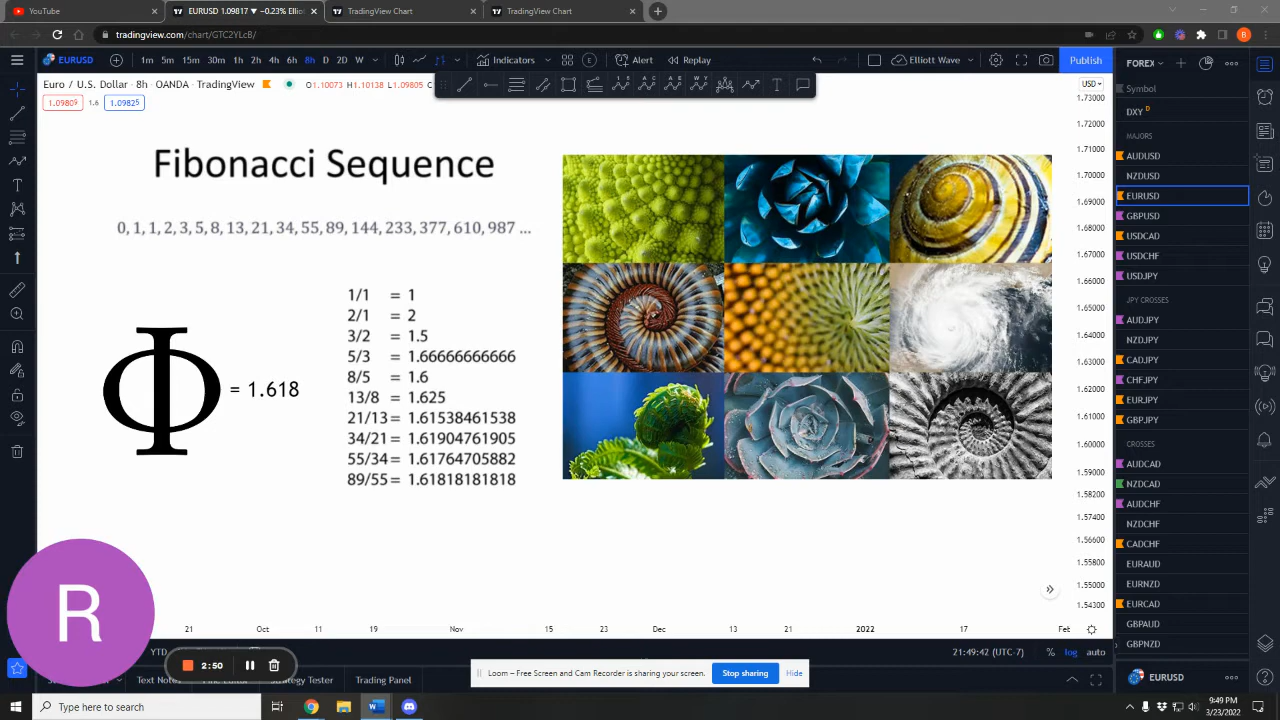 YouTube
EURUSD 1.09817 ▼ −0.23% Elliot
TradingView Chart
TradingView Chart
tradingview.com/chart/GTC2YLcB/
EURUSD
1m 5m 15m 30m 1h 2h 3h 4h 6h 8h D 2D W
Indicators
Alert
Replay
Elliott Wave
Publish
FOREX
Euro / U.S. Dollar · 8h · OANDA · TradingView
O1.10073 H1.10138 L1.09805 C
USD
1.09809
1.6
1.09825
Fibonacci Sequence
0, 1, 1, 2, 3, 5, 8, 13, 21, 34, 55, 89, 144, 233, 377, 610, 987 ...
1/1 = 1
2/1 = 2
3/2 = 1.5
5/3 = 1.66666666666
8/5 = 1.6
13/8 = 1.625
21/13 = 1.61538461538
34/21 = 1.61904761905
55/34 = 1.61764705882
89/55 = 1.61818181818
Φ = 1.618
1.73000
1.72000
1.71000
1.70000
1.69000
1.68000
1.67000
1.66000
1.65000
1.64000
1.63000
1.62000
1.61000
1.60000
1.59000
1.58200
1.57400
1.56600
1.55800
1.55000
1.54300
Symbol
DXY D
MAJORS
AUDUSD
NZDUSD
EURUSD
GBPUSD
USDCAD
USDCHF
USDJPY
JPY CROSSES
AUDJPY
NZDJPY
CADJPY
CHFJPY
EURJPY
GBPJPY
CROSSES
AUDCAD
NZDCAD
AUDCHF
NZDCHF
CADCHF
EURAUD
EURNZD
EURCAD
GBPAUD
GBPNZD
EURUSD
R
21 Oct 11 19 Nov 15 23 Dec 13 21 2022 17 Fet
YTD
21:49:42 (UTC-7)
% log auto
2:50
Text Notes
Strategy Tester
Trading Panel
Loom – Free Screen and Cam Recorder is sharing your screen.
Stop sharing
Hide
Type here to search
9:49 PM
3/23/2022